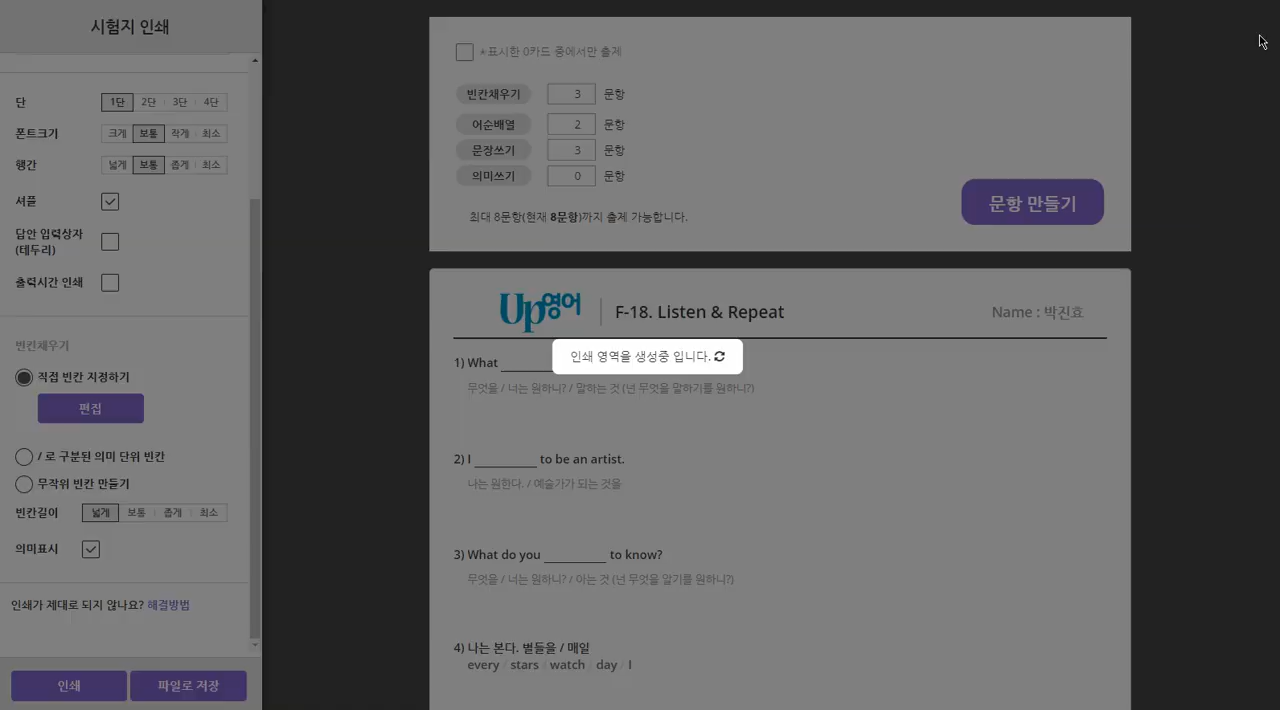 시험지 인쇄
단 1단 2단 3단 4단
폰트크기 크게 보통 작게 최소
행간 넓게 보통 좁게 최소
셔플
답안 입력상자
(테두리)
출력시간 인쇄
빈칸채우기
직접 빈칸 지정하기
편집
/ 로 구분된 의미 단위 빈칸
무작위 빈칸 만들기
빈칸길이 넓게 보통 좁게 최소
의미표시
인쇄가 제대로 되지 않나요? 해결방법
인쇄 파일로 저장
*표시한 0카드 중에서만 출제
빈칸채우기 3 문항
어순배열 2 문항
문장쓰기 3 문항
의미쓰기 0 문항
최대 8문항(현재 8문항)까지 출제 가능합니다.
문항 만들기
Up영어 F-18. Listen & Repeat Name : 박진효
인쇄 영역을 생성중 입니다.
1) What ________
무엇을 / 너는 원하니? / 말하는 것 (넌 무엇을 말하기를 원하니?)
2) I __________ to be an artist.
나는 원한다. / 예술가가 되는 것을
3) What do you __________ to know?
무엇을 / 너는 원하니? / 아는 것 (넌 무엇을 알기를 원하니?)
4) 나는 본다. 별들을 / 매일
every / stars / watch / day / I